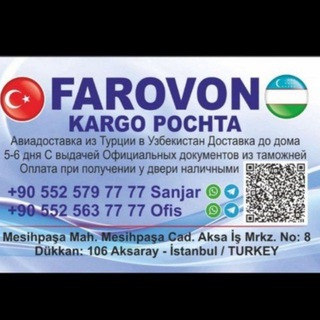 FAROVON
KARGO POCHTA
Авиадоставка из Турции в Узбекистан Доставка до дома
5-6 дня С выдачей Официальных документов из таможней
Оплата при получении у двери наличными
+90 552 579 77 77 Sanjar
+90 552 563 77 77 Ofis
Mesihpaşa Mah. Mesihpaşa Cad. Aksa İş Mrkz. No: 8
Dükkan: 106 Aksaray - İstanbul / TURKEY